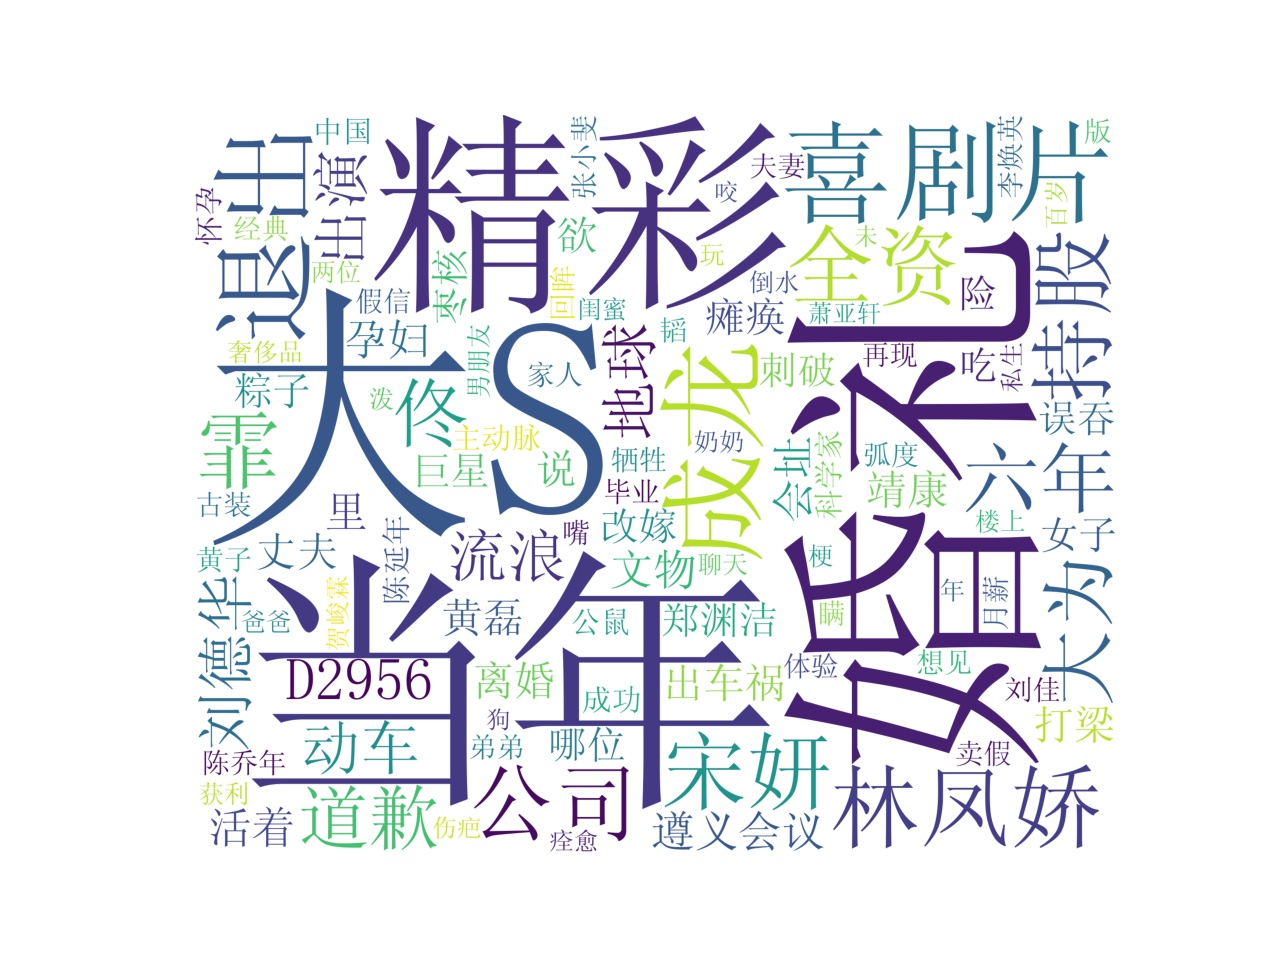 精彩
大S
当年
婚礼
喜剧片
退出
出演
中国
张小斐
夫妻
李焕英
版
百岁
怀孕
经典
两位
假信
枣核
欲
回眸
闺蜜
咬
玩
未
倒水
全资
险
持股
瘫痪
萧亚轩
韬
孕妇
奢侈品
粽子
泼
佟
男朋友
家人
地球
成龙
刺破
再现
吃
私生
误吞
霏
主动脉
巨星
说
牺牲
奶奶
会址
科学家
弧度
六年
毕业
靖康
古装
里
陈延年
嘴
改嫁
楼上
女子
黄子
丈夫
流浪
文物
聊天
梗
年
月薪
大为
刘德华
爸爸
贺峻霖
黄磊
公鼠
郑渊洁
瞒
D2956
离婚
出车祸
体验
想见
成功
刘佳
狗
动车
弟弟
哪位
宋妍
打梁
陈乔年
卖假
获利
公司
林凤娇
活着
道歉
伤疤
痊愈
遵义会议